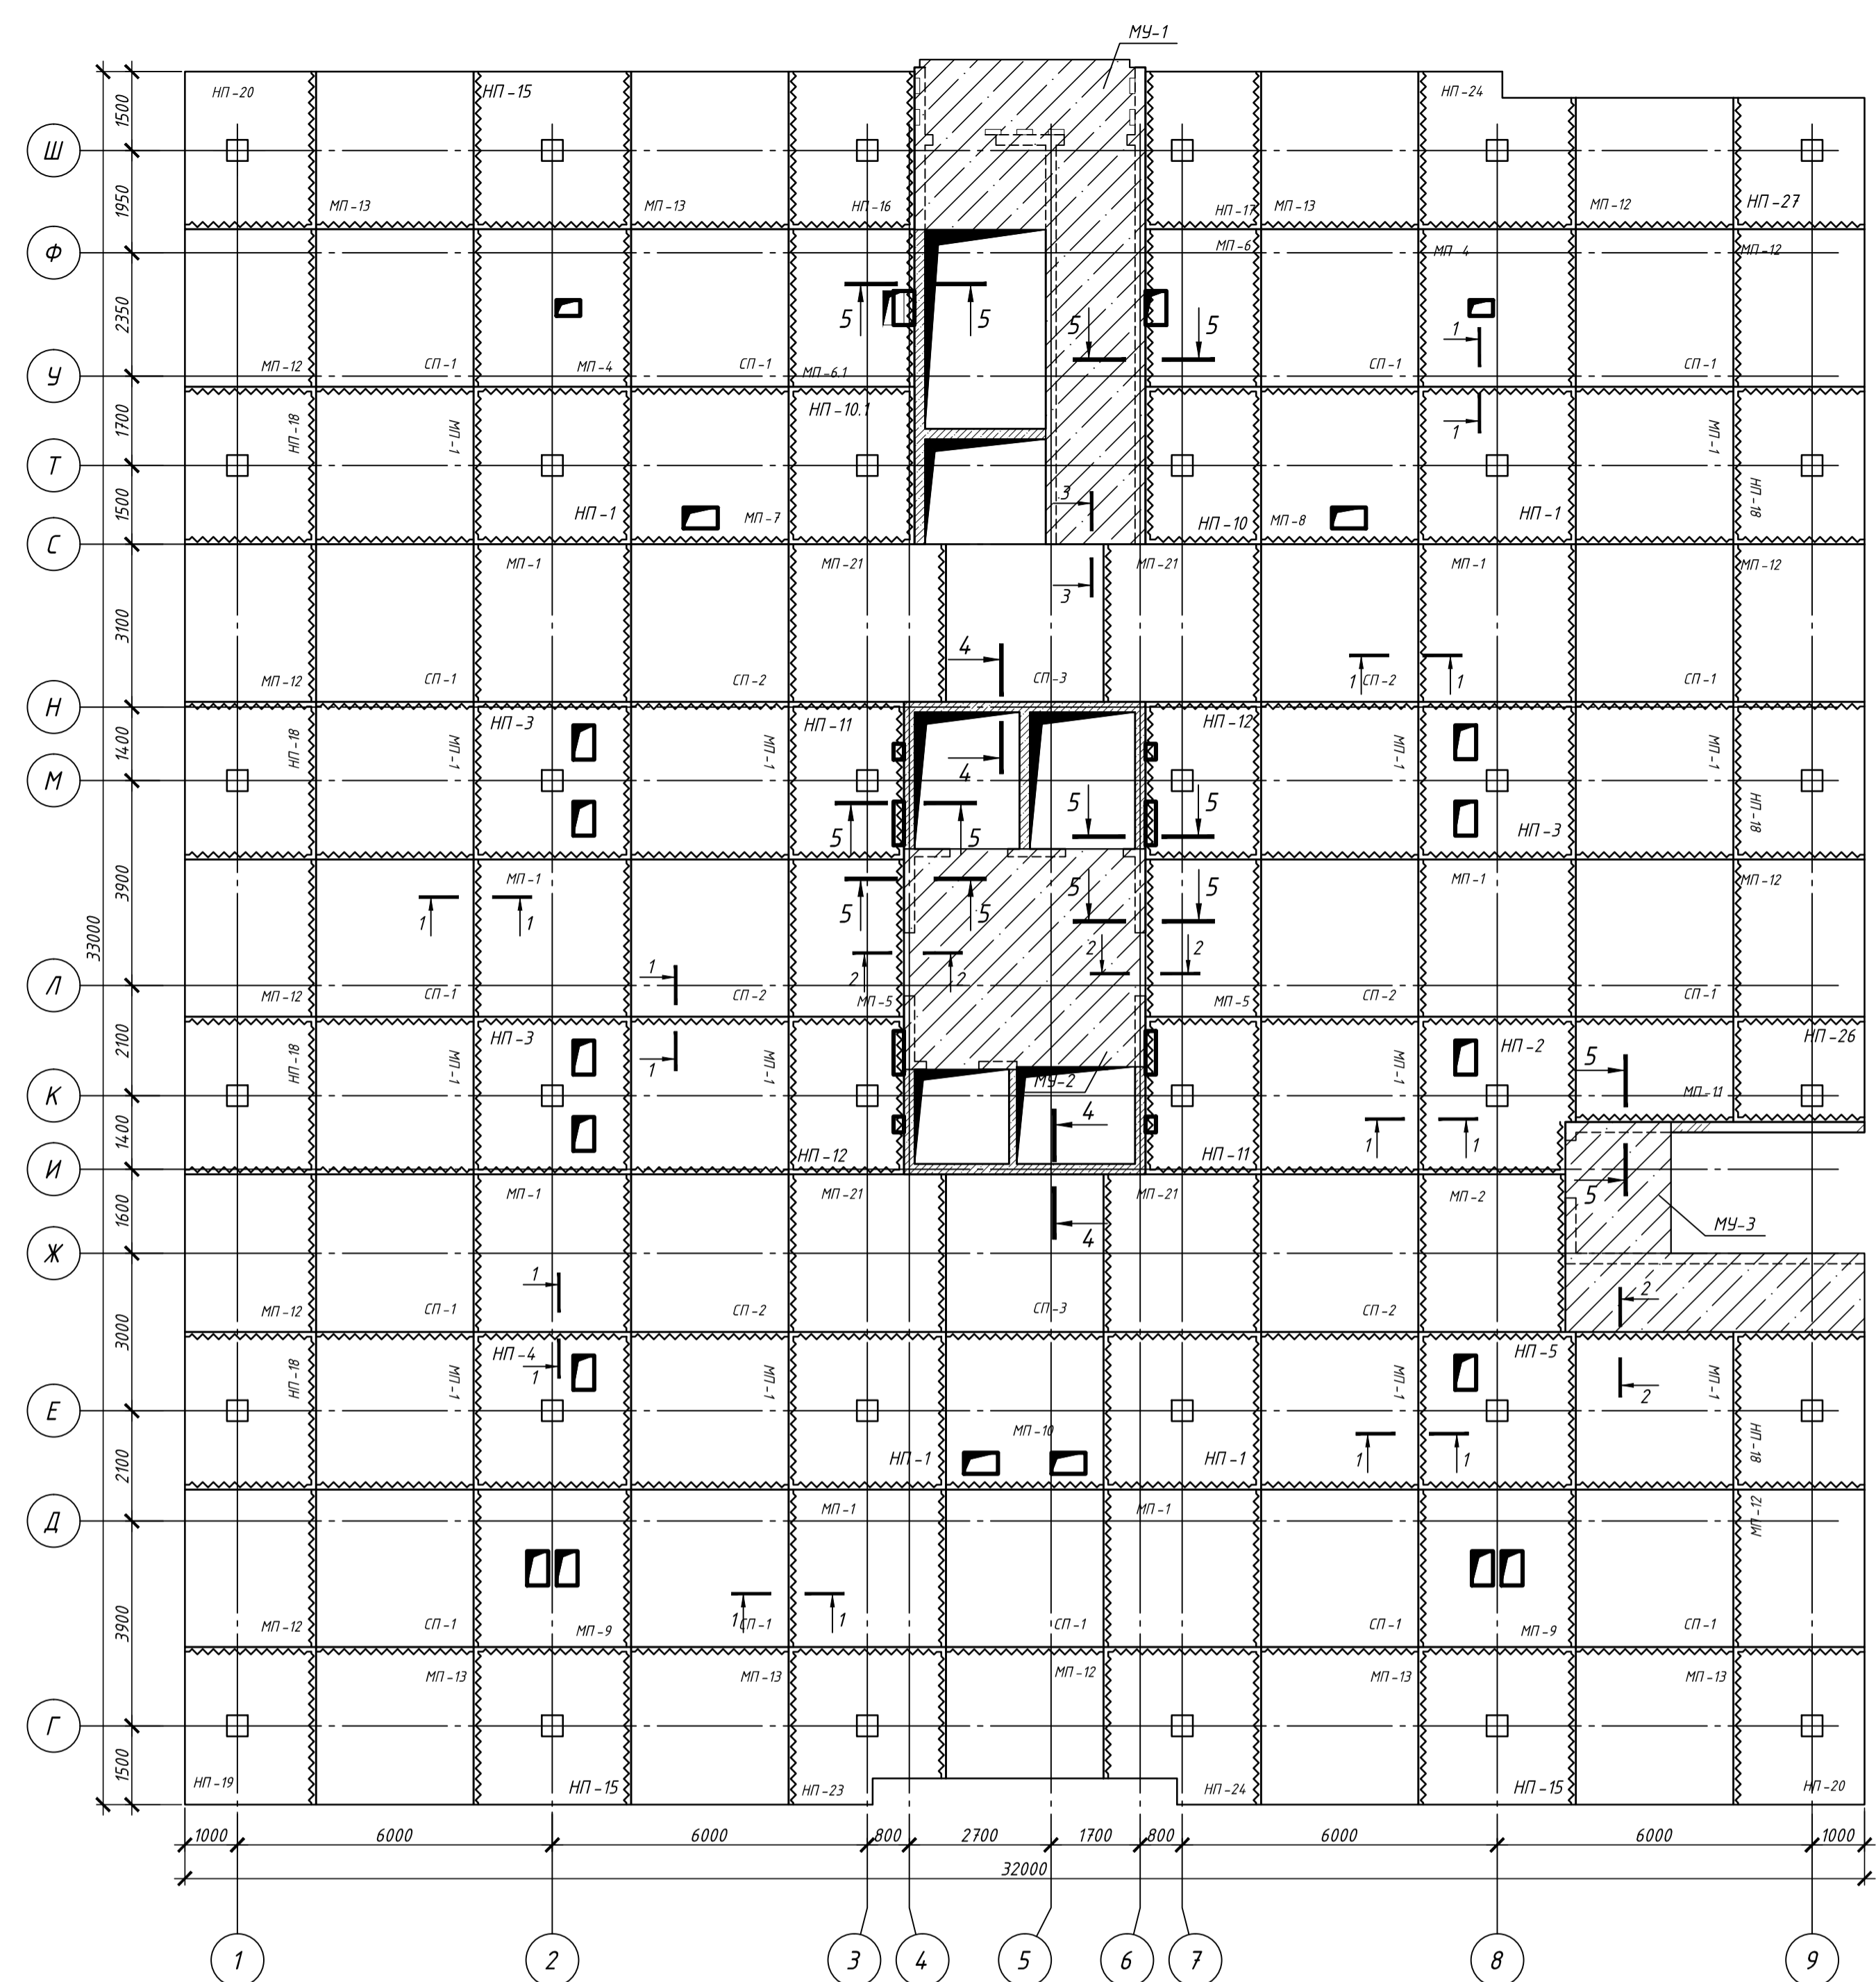 МУ-1
НП-20
НП-15
НП-24
1500
Ш
1950
МП-13
МП-13
НП-16
НП-17
МП-13
МП-12
НП-27
Ф
МП-6
МП-4
МП-12
2350
5
5
5
5
1
У
МП-12
СП-1
МП-4
СП-1
МП-6.1
СП-1
СП-1
1700
НП-18
МП-1
НП-10.1
1
МП-1
Т
1500
НП-1
МП-7
3
НП-10
МП-8
НП-1
НП-18
С
МП-1
МП-21
МП-21
МП-1
МП-12
3100
3
4
МП-12
СП-1
СП-2
СП-3
1
СП-2
1
СП-1
Н
1400
НП-18
МП-1
НП-3
МП-1
НП-11
4
НП-12
МП-1
МП-1
М
5
5
5
5
НП-3
НП-18
3900
МП-1
МП-1
МП-12
33000
1
1
5
5
5
5
1
2
2
2
2
Л
МП-12
СП-1
СП-2
МП-5
МП-5
СП-2
СП-1
2100
НП-18
МП-1
НП-3
1
МП-1
МП-1
НП-2
5
НП-26
К
МУ-2
МП-11
1400
4
1
1
НП-12
НП-11
И
МП-1
МП-21
МП-21
МП-2
5
1600
4
МУ-3
Ж
1
2
МП-12
СП-1
СП-2
СП-3
СП-2
3000
НП-18
МП-1
НП-4
1
МП-1
МП-1
НП-5
МП-1
2
Е
МП-10
2100
НП-1
НП-1
1
1
НП-18
Д
МП-1
МП-1
МП-12
3900
МП-12
СП-1
МП-9
1
СП-1
1
СП-1
СП-1
МП-9
СП-1
МП-13
МП-13
МП-12
МП-13
МП-13
Г
1500
НП-19
НП-15
НП-23
НП-24
НП-15
НП-20
1000
6000
6000
800
2700
1700
800
6000
6000
1000
32000
1
2
3
4
5
6
7
8
9